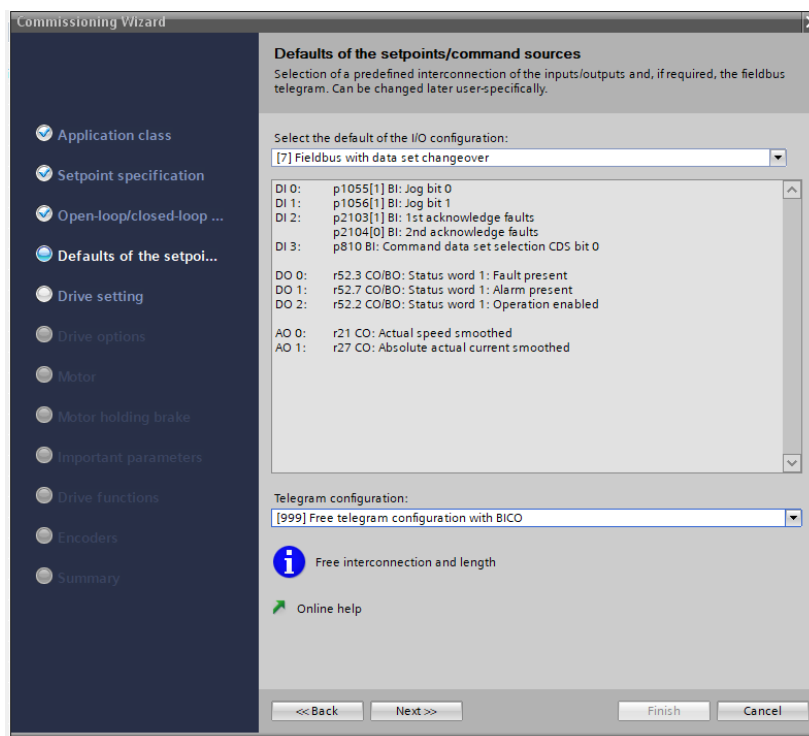 Commissioning Wizard
Defaults of the setpoints/command sources
Selection of a predefined interconnection of the inputs/outputs and, if required, the fieldbus
telegram. Can be changed later user-specifically.
Application class
Setpoint specification
Open-loop/closed-loop ...
Defaults of the setpoi...
Drive setting
Drive options
Motor
Motor holding brake
Important parameters
Drive functions
Encoders
Summary
Select the default of the I/O configuration:
[7] Fieldbus with data set changeover
DI 0: p1055[1] BI: Jog bit 0
DI 1: p1056[1] BI: Jog bit 1
DI 2: p2103[1] BI: 1st acknowledge faults
p2104[0] BI: 2nd acknowledge faults
DI 3: p810 BI: Command data set selection CDS bit 0
DO 0: r52.3 CO/BO: Status word 1: Fault present
DO 1: r52.7 CO/BO: Status word 1: Alarm present
DO 2: r52.2 CO/BO: Status word 1: Operation enabled
AO 0: r21 CO: Actual speed smoothed
AO 1: r27 CO: Absolute actual current smoothed
Telegram configuration:
[999] Free telegram configuration with BICO
Free interconnection and length
Online help
<<Back
Next>>
Finish
Cancel